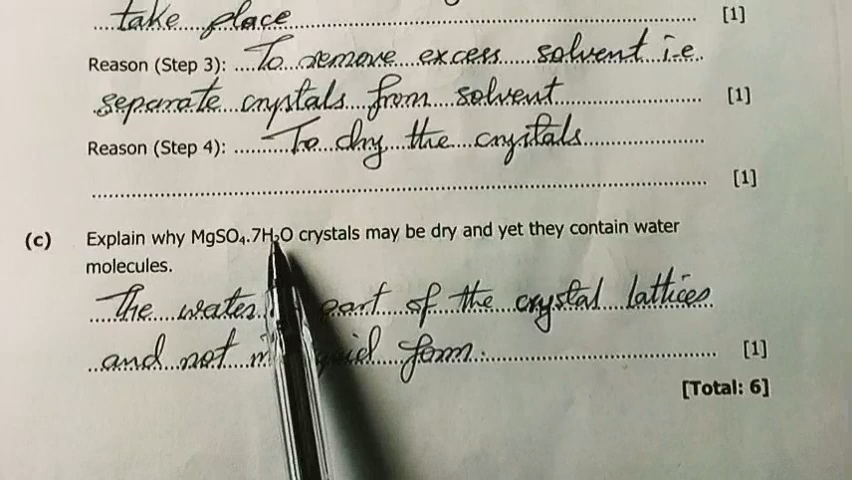 take place [1]
Reason (Step 3): To remove excess solvent i.e
separate crystals from solvent [1]
Reason (Step 4): To dry the crystals
[1]
(c) Explain why MgSO₄.7H₂O crystals may be dry and yet they contain water
molecules.
The water part of the crystal lattices
and not form. [1]
[Total: 6]